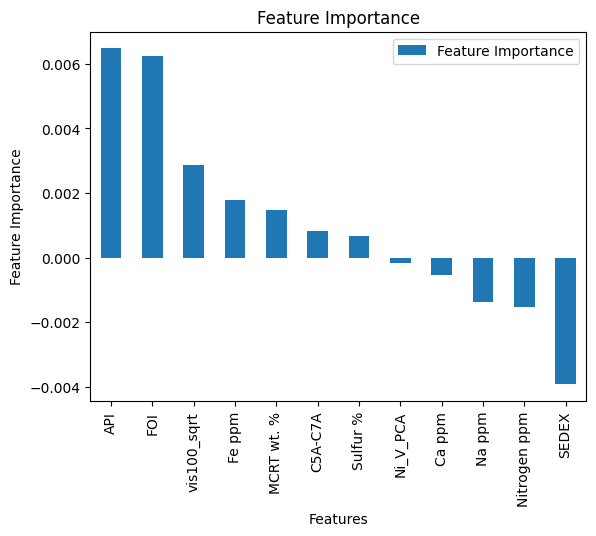 Feature Importance
Feature Importance
Feature Importance
0.006
0.004
0.002
0.000
−0.002
−0.004
API
FOI
vis100_sqrt
Fe ppm
MCRT wt. %
C5A-C7A
Sulfur %
Ni_V_PCA
Ca ppm
Na ppm
Nitrogen ppm
SEDEX
Features